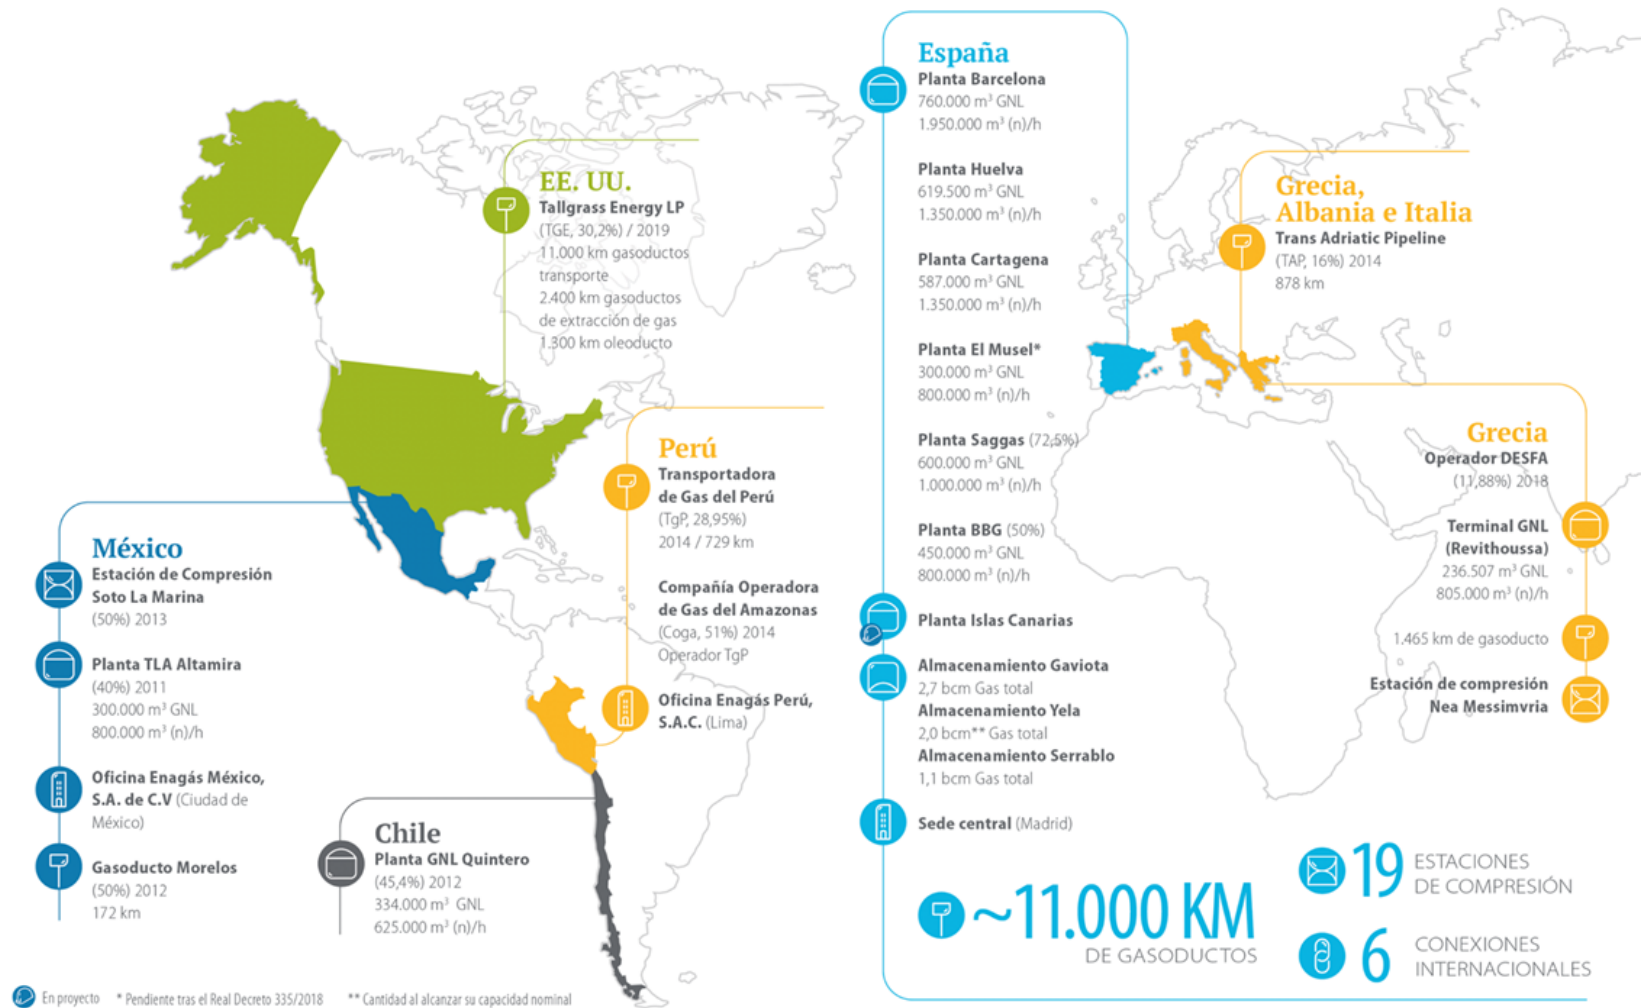 EE. UU.
Tallgrass Energy LP
(TGE, 30,2%) / 2019
11.000 km gasoductos
transporte
2.400 km gasoductos
de extracción de gas
1.300 km oleoducto
México
Estación de Compresión
Soto La Marina
(50%) 2013
Planta TLA Altamira
(40%) 2011
300.000 m³ GNL
800.000 m³ (n)/h
Oficina Enagás México,
S.A. de C.V (Ciudad de
México)
Gasoducto Morelos
(50%) 2012
172 km
Perú
Transportadora
de Gas del Perú
(TgP, 28,95%)
2014 / 729 km
Compañía Operadora
de Gas del Amazonas
(Coga, 51%) 2014
Operador TgP
Oficina Enagás Perú,
S.A.C. (Lima)
Chile
Planta GNL Quintero
(45,4%) 2012
334.000 m³ GNL
625.000 m³ (n)/h
España
Planta Barcelona
760.000 m³ GNL
1.950.000 m³ (n)/h
Planta Huelva
619.500 m³ GNL
1.350.000 m³ (n)/h
Planta Cartagena
587.000 m³ GNL
1.350.000 m³ (n)/h
Planta El Musel*
300.000 m³ GNL
800.000 m³ (n)/h
Planta Saggas (72,5%)
600.000 m³ GNL
1.000.000 m³ (n)/h
Planta BBG (50%)
450.000 m³ GNL
800.000 m³ (n)/h
Planta Islas Canarias
Almacenamiento Gaviota
2,7 bcm Gas total
Almacenamiento Yela
2,0 bcm** Gas total
Almacenamiento Serrablo
1,1 bcm Gas total
Sede central (Madrid)
~11.000 KM
DE GASODUCTOS
19 ESTACIONES
DE COMPRESIÓN
6 CONEXIONES
INTERNACIONALES
Grecia,
Albania e Italia
Trans Adriatic Pipeline
(TAP, 16%) 2014
878 km
Grecia
Operador DESFA
(11,88%) 2018
Terminal GNL
(Revithoussa)
236.507 m³ GNL
805.000 m³ (n)/h
1.465 km de gasoducto
Estación de compresión
Nea Messimvria
En proyecto * Pendiente tras el Real Decreto 335/2018 ** Cantidad al alcanzar su capacidad nominal